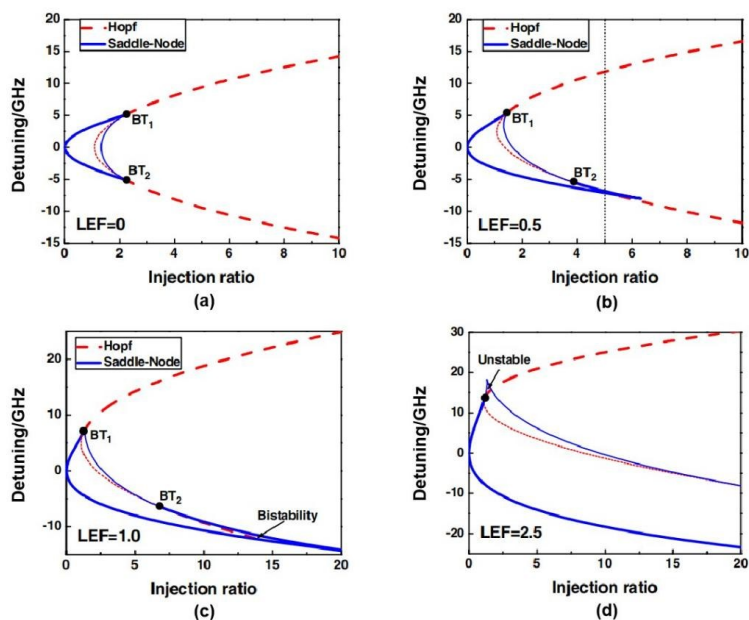 Hopf
Saddle-Node
Detuning/GHz
20
15
10
5
0
-5
-10
-15
BT1
BT2
LEF=0
0 2 4 6 8 10
Injection ratio
(a)
Hopf
Saddle-Node
Detuning/GHz
20
15
10
5
0
-5
-10
-15
BT1
BT2
LEF=0.5
0 2 4 6 8 10
Injection ratio
(b)
Hopf
Saddle-Node
Detuning/GHz
20
10
0
-10
BT1
BT2
Bistability
LEF=1.0
0 5 10 15 20
Injection ratio
(c)
Detuning/GHz
30
20
10
0
-10
-20
Unstable
LEF=2.5
0 5 10 15 20
Injection ratio
(d)